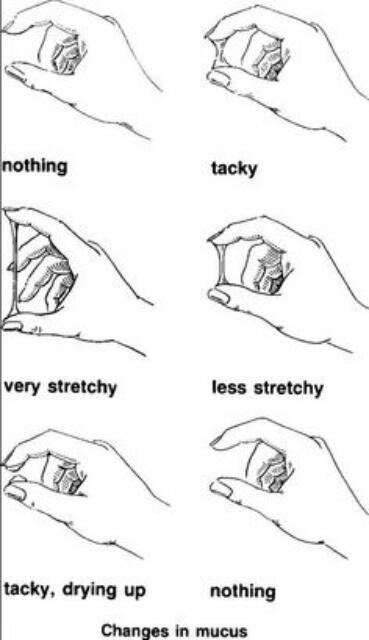 nothing
tacky
very stretchy
less stretchy
tacky, drying up
nothing
Changes in mucus